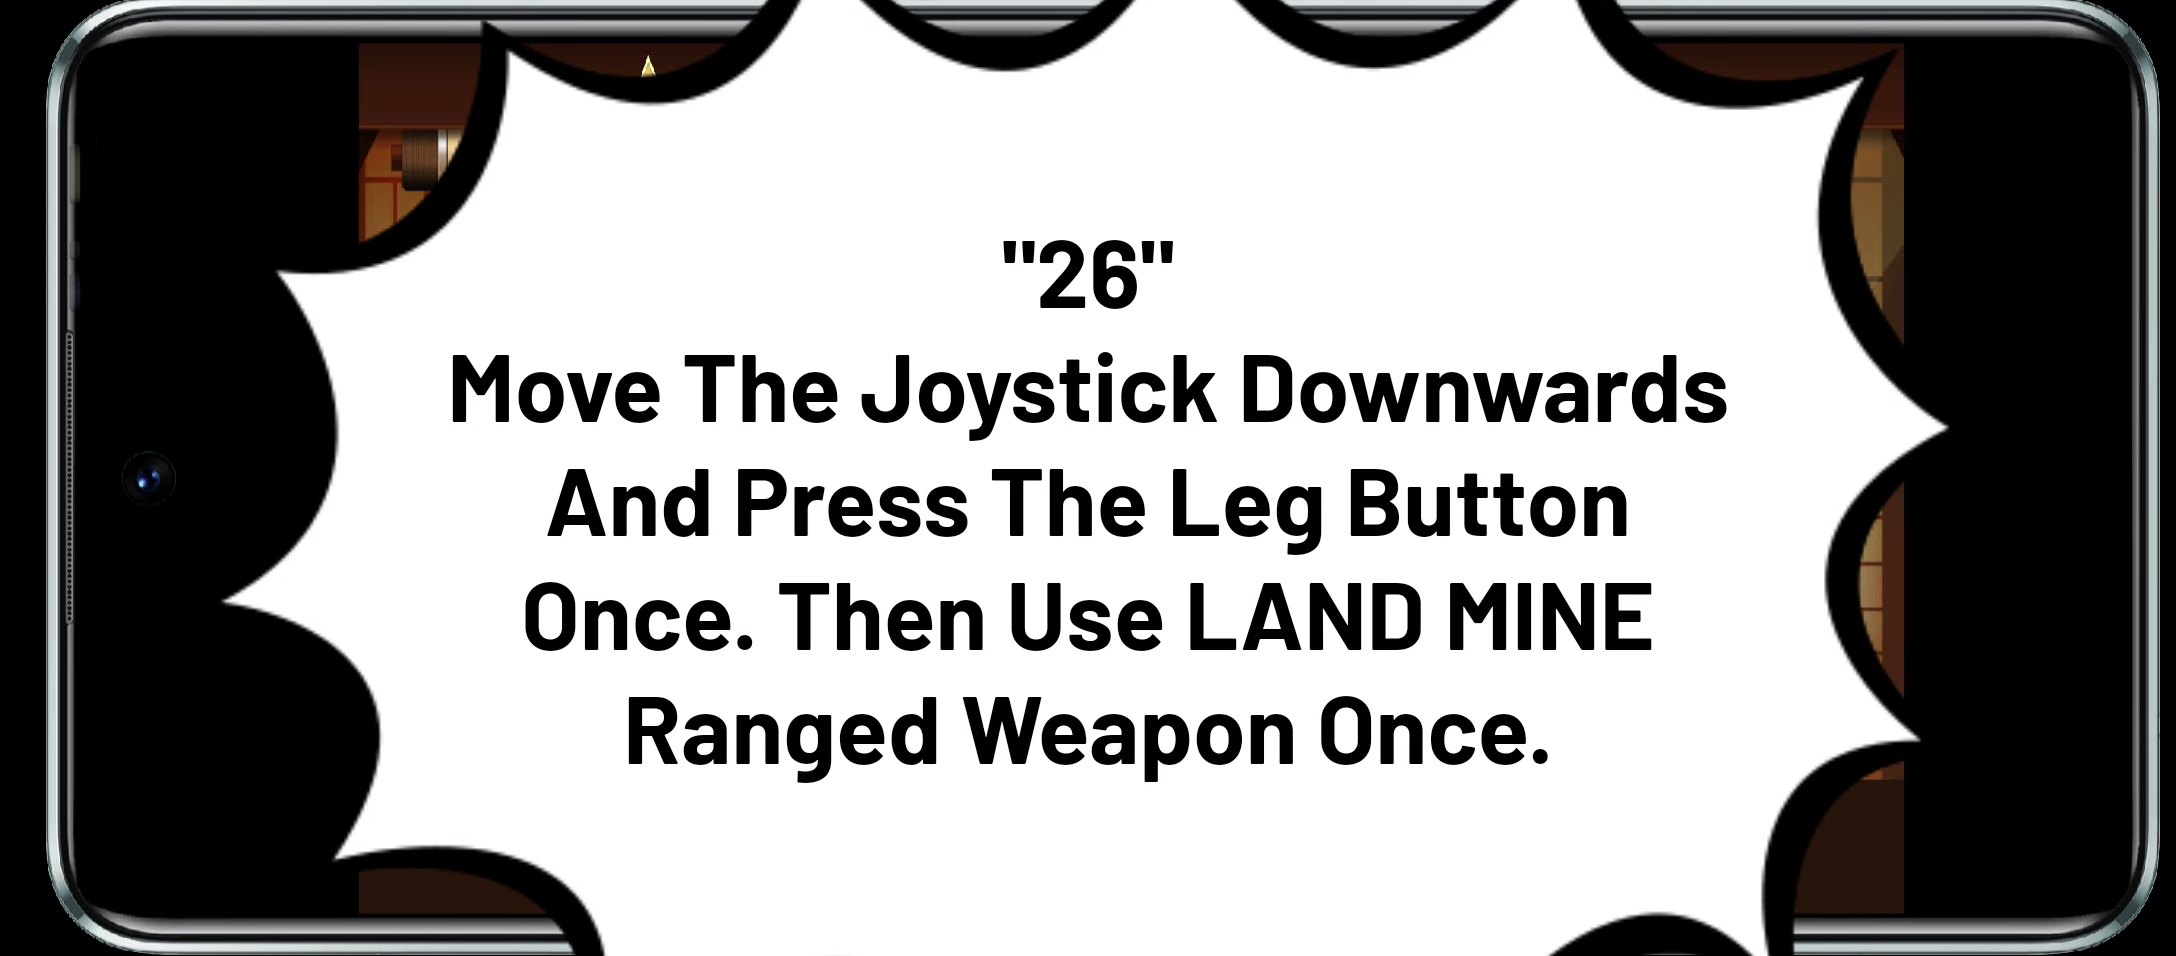 "26"
Move The Joystick Downwards
And Press The Leg Button
Once. Then Use LAND MINE
Ranged Weapon Once.